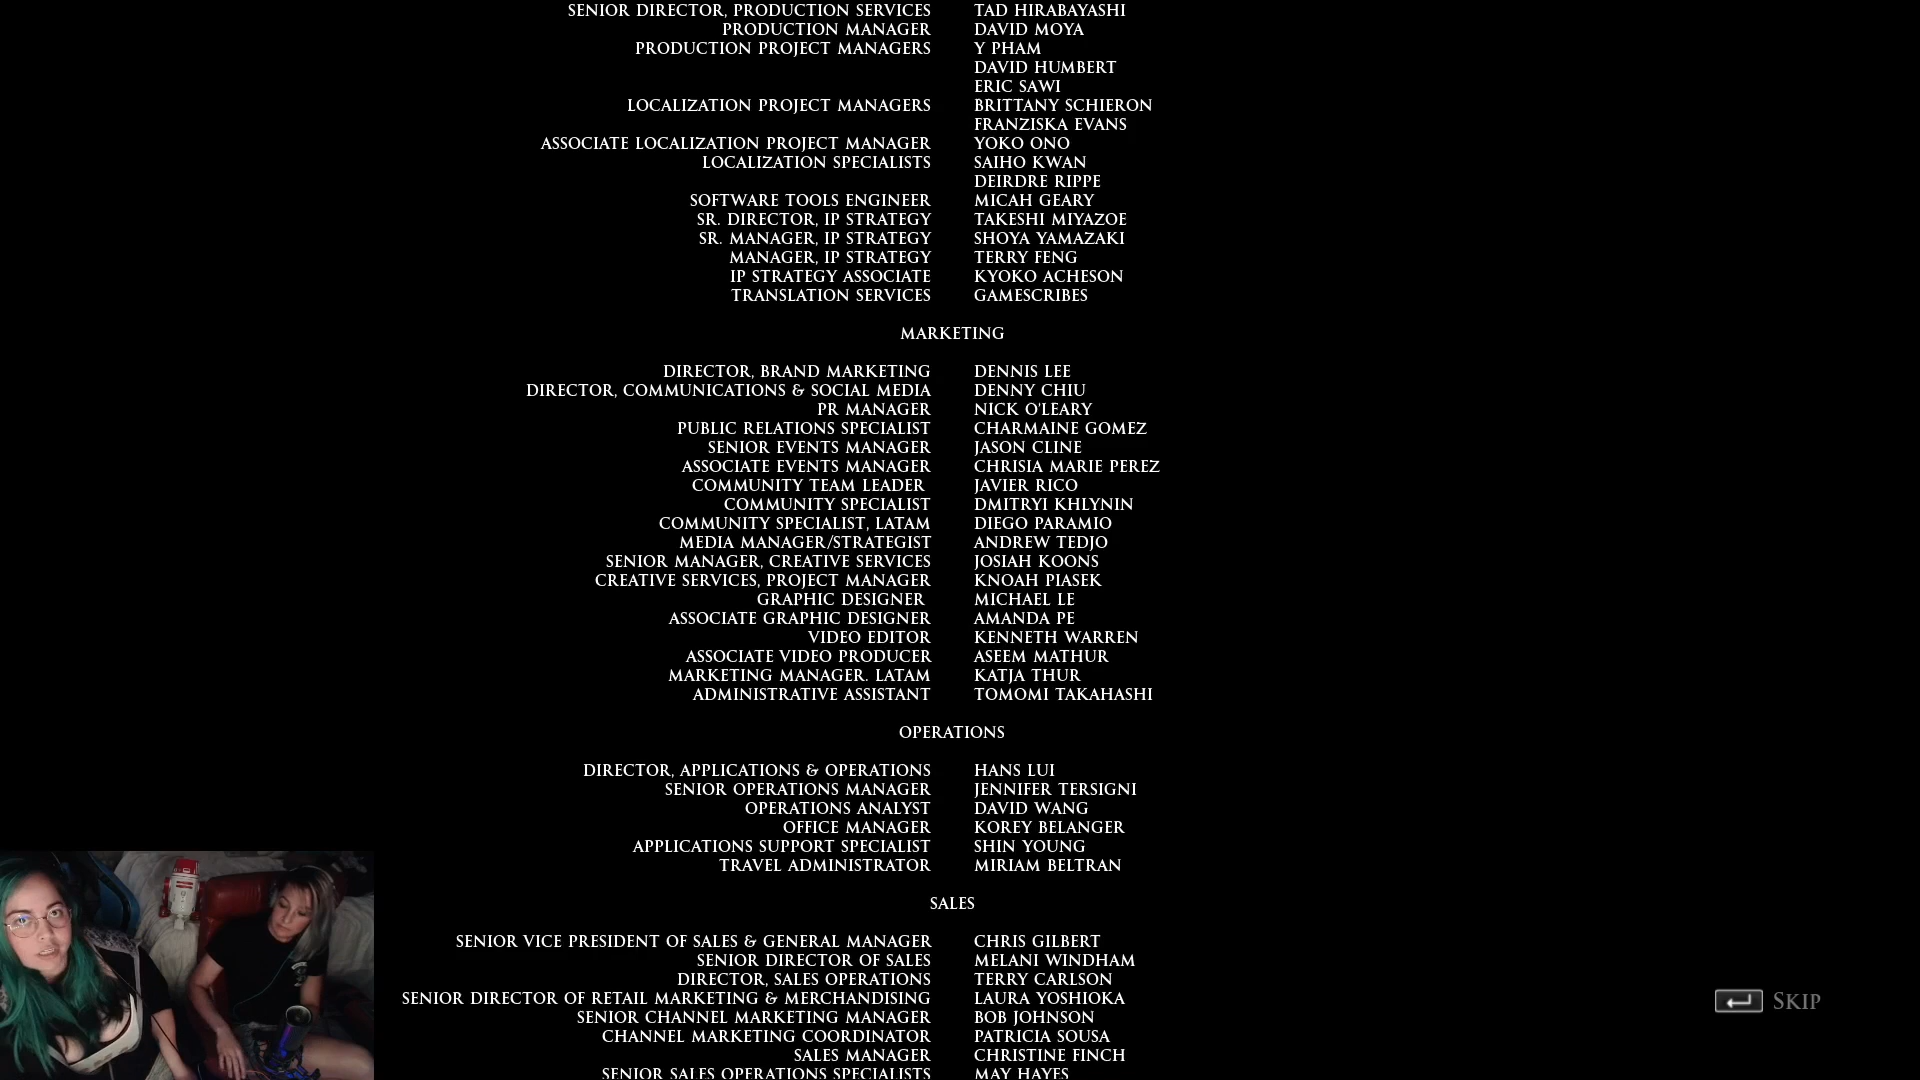 SENIOR DIRECTOR, PRODUCTION SERVICES TAD HIRABAYASHI
PRODUCTION MANAGER DAVID MOYA
PRODUCTION PROJECT MANAGERS Y PHAM
DAVID HUMBERT
ERIC SAWI
LOCALIZATION PROJECT MANAGERS BRITTANY SCHIERON
FRANZISKA EVANS
ASSOCIATE LOCALIZATION PROJECT MANAGER YOKO ONO
LOCALIZATION SPECIALISTS SAIHO KWAN
DEIRDRE RIPPE
SOFTWARE TOOLS ENGINEER MICAH GEARY
SR. DIRECTOR, IP STRATEGY TAKESHI MIYAZOE
SR. MANAGER, IP STRATEGY SHOYA YAMAZAKI
MANAGER, IP STRATEGY TERRY FENG
IP STRATEGY ASSOCIATE KYOKO ACHESON
TRANSLATION SERVICES GAMESCRIBES
MARKETING
DIRECTOR, BRAND MARKETING DENNIS LEE
DIRECTOR, COMMUNICATIONS & SOCIAL MEDIA DENNY CHIU
PR MANAGER NICK O'LEARY
PUBLIC RELATIONS SPECIALIST CHARMAINE GOMEZ
SENIOR EVENTS MANAGER JASON CLINE
ASSOCIATE EVENTS MANAGER CHRISIA MARIE PEREZ
COMMUNITY TEAM LEADER JAVIER RICO
COMMUNITY SPECIALIST DMITRYI KHLYNIN
COMMUNITY SPECIALIST, LATAM DIEGO PARAMIO
MEDIA MANAGER/STRATEGIST ANDREW TEDJO
SENIOR MANAGER, CREATIVE SERVICES JOSIAH KOONS
CREATIVE SERVICES, PROJECT MANAGER KNOAH PIASEK
GRAPHIC DESIGNER MICHAEL LE
ASSOCIATE GRAPHIC DESIGNER AMANDA PE
VIDEO EDITOR KENNETH WARREN
ASSOCIATE VIDEO PRODUCER ASEEM MATHUR
MARKETING MANAGER. LATAM KATJA THUR
ADMINISTRATIVE ASSISTANT TOMOMI TAKAHASHI
OPERATIONS
DIRECTOR, APPLICATIONS & OPERATIONS HANS LUI
SENIOR OPERATIONS MANAGER JENNIFER TERSIGNI
OPERATIONS ANALYST DAVID WANG
OFFICE MANAGER KOREY BELANGER
APPLICATIONS SUPPORT SPECIALIST SHIN YOUNG
TRAVEL ADMINISTRATOR MIRIAM BELTRAN
SALES
SENIOR VICE PRESIDENT OF SALES & GENERAL MANAGER CHRIS GILBERT
SENIOR DIRECTOR OF SALES MELANI WINDHAM
DIRECTOR, SALES OPERATIONS TERRY CARLSON
SENIOR DIRECTOR OF RETAIL MARKETING & MERCHANDISING LAURA YOSHIOKA
SENIOR CHANNEL MARKETING MANAGER BOB JOHNSON
CHANNEL MARKETING COORDINATOR PATRICIA SOUSA
SALES MANAGER CHRISTINE FINCH
SENIOR SALES OPERATIONS SPECIALISTS MAY HAYES
SKIP